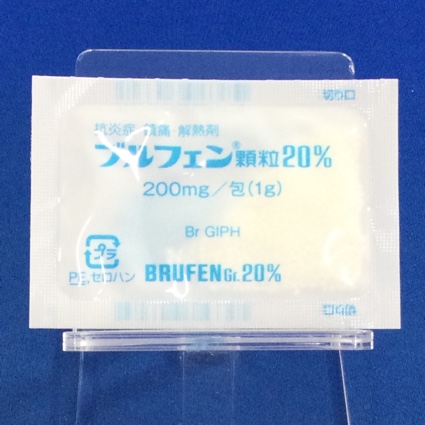 切り口
抗炎症・鎮痛・解熱剤
ブルフェン®顆粒20%
200mg/包(1g)
Br GIPH
プラ
PE,セロハン
BRUFEN Gr. 20%
切り口